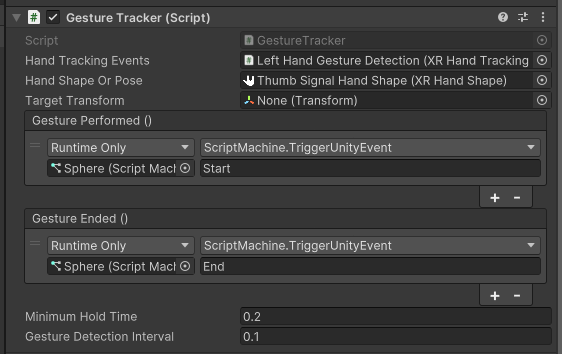 Gesture Tracker (Script)
Script GestureTracker
Hand Tracking Events Left Hand Gesture Detection (XR Hand Tracking
Hand Shape Or Pose Thumb Signal Hand Shape (XR Hand Shape)
Target Transform None (Transform)
Gesture Performed ()
Runtime Only ScriptMachine.TriggerUnityEvent
Sphere (Script Macl Start
+ -
Gesture Ended ()
Runtime Only ScriptMachine.TriggerUnityEvent
Sphere (Script Macl End
+ -
Minimum Hold Time 0.2
Gesture Detection Interval 0.1